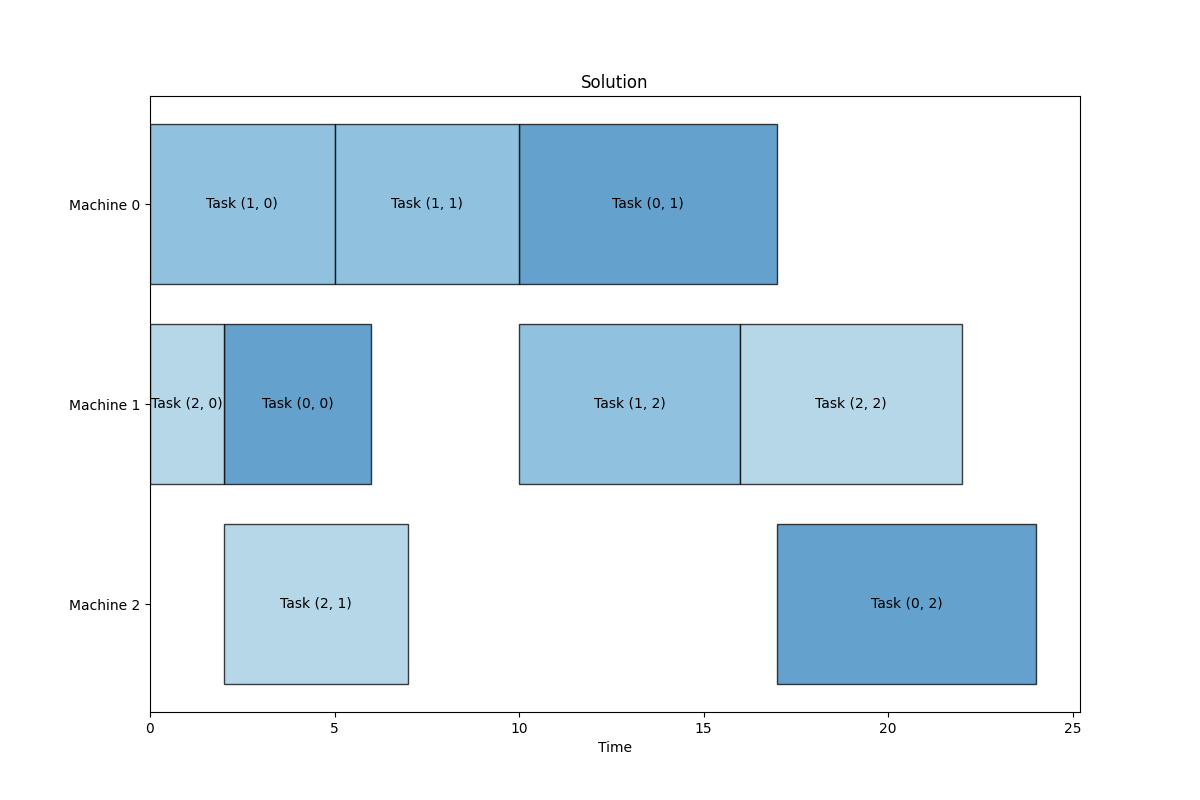 Solution
Machine 0
Task (1, 0)
Task (1, 1)
Task (0, 1)
Machine 1
Task (2, 0)
Task (0, 0)
Task (1, 2)
Task (2, 2)
Machine 2
Task (2, 1)
Task (0, 2)
0 5 10 15 20 25
Time